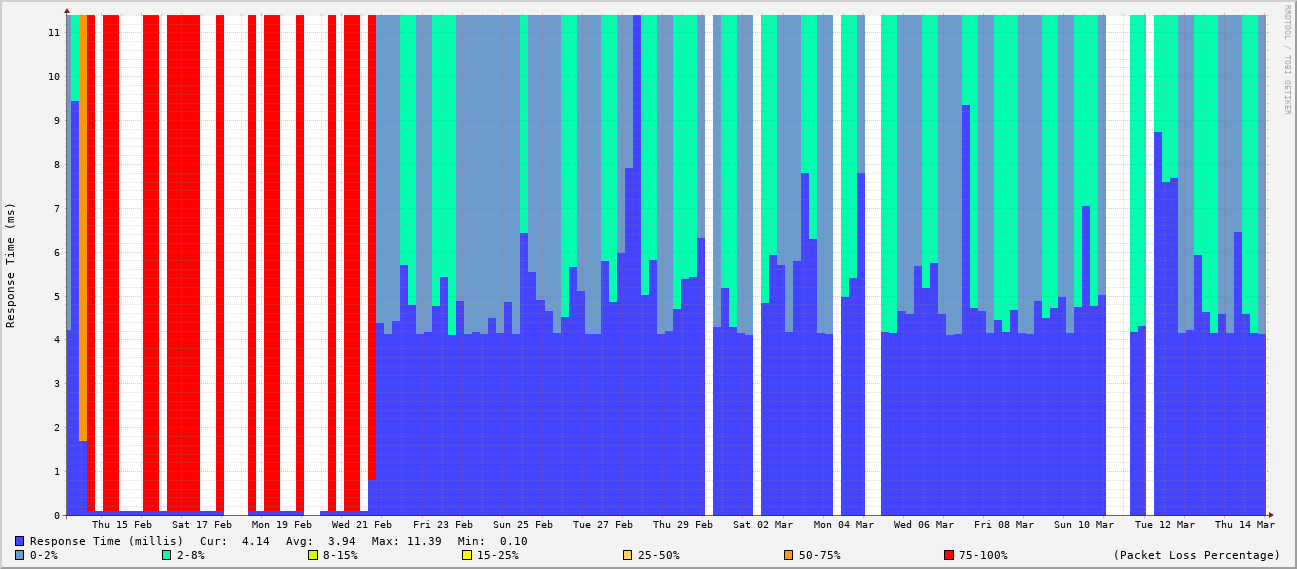 RRDTOOL / TOBI OETIKER
Response Time (ms)
11
10
9
8
7
6
5
4
3
2
1
0
Thu 15 Feb Sat 17 Feb Mon 19 Feb Wed 21 Feb Fri 23 Feb Sun 25 Feb Tue 27 Feb Thu 29 Feb Sat 02 Mar Mon 04 Mar Wed 06 Mar Fri 08 Mar Sun 10 Mar Tue 12 Mar Thu 14 Mar
Response Time (millis) Cur: 4.14 Avg: 3.94 Max: 11.39 Min: 0.10
0-2% 2-8% 8-15% 15-25% 25-50% 50-75% 75-100% (Packet Loss Percentage)